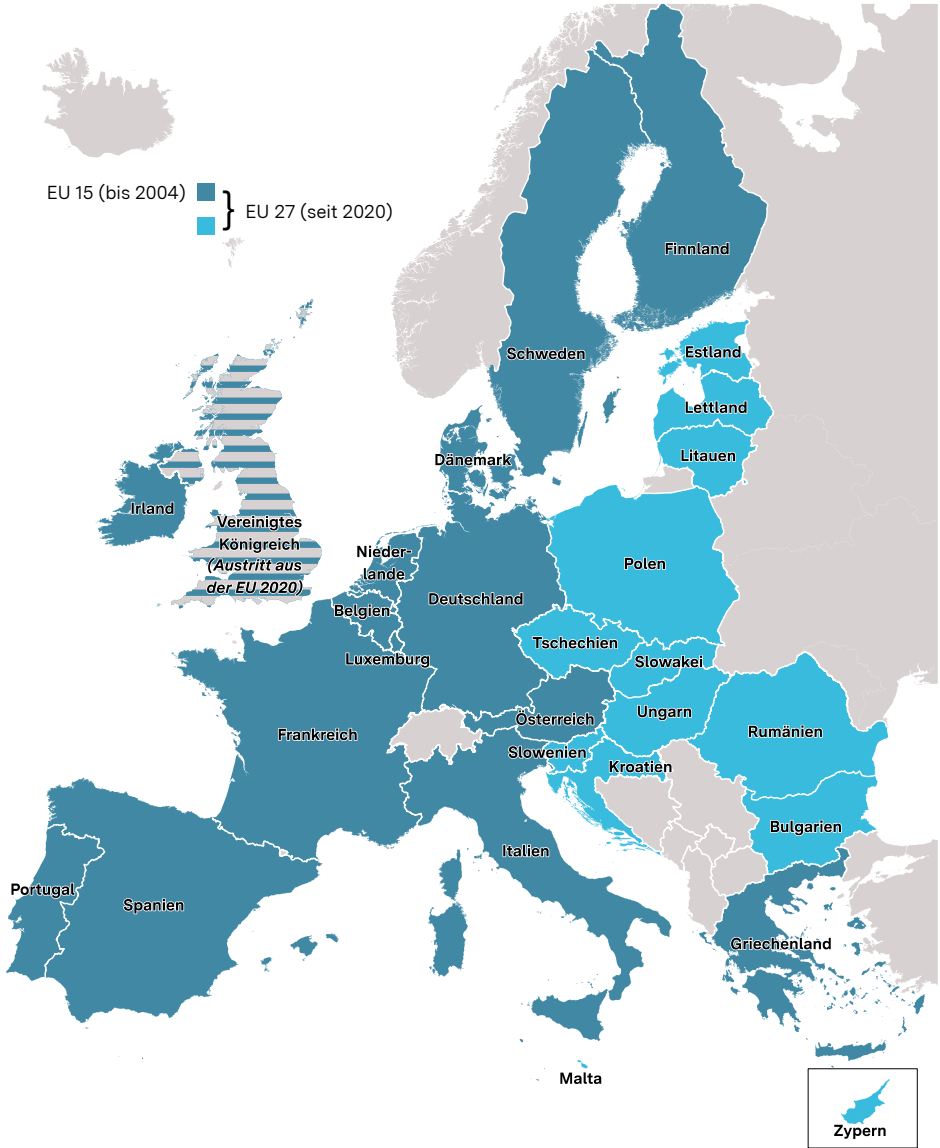 EU 15 (bis 2004)
} EU 27 (seit 2020)
Finnland
Schweden
Estland
Lettland
Litauen
Dänemark
Irland
Vereinigtes
Königreich
(Austritt aus
der EU 2020)
Nieder-
lande
Belgien
Luxemburg
Deutschland
Polen
Tschechien
Slowakei
Österreich
Ungarn
Slowenien
Kroatien
Rumänien
Bulgarien
Frankreich
Italien
Portugal
Spanien
Griechenland
Malta
Zypern